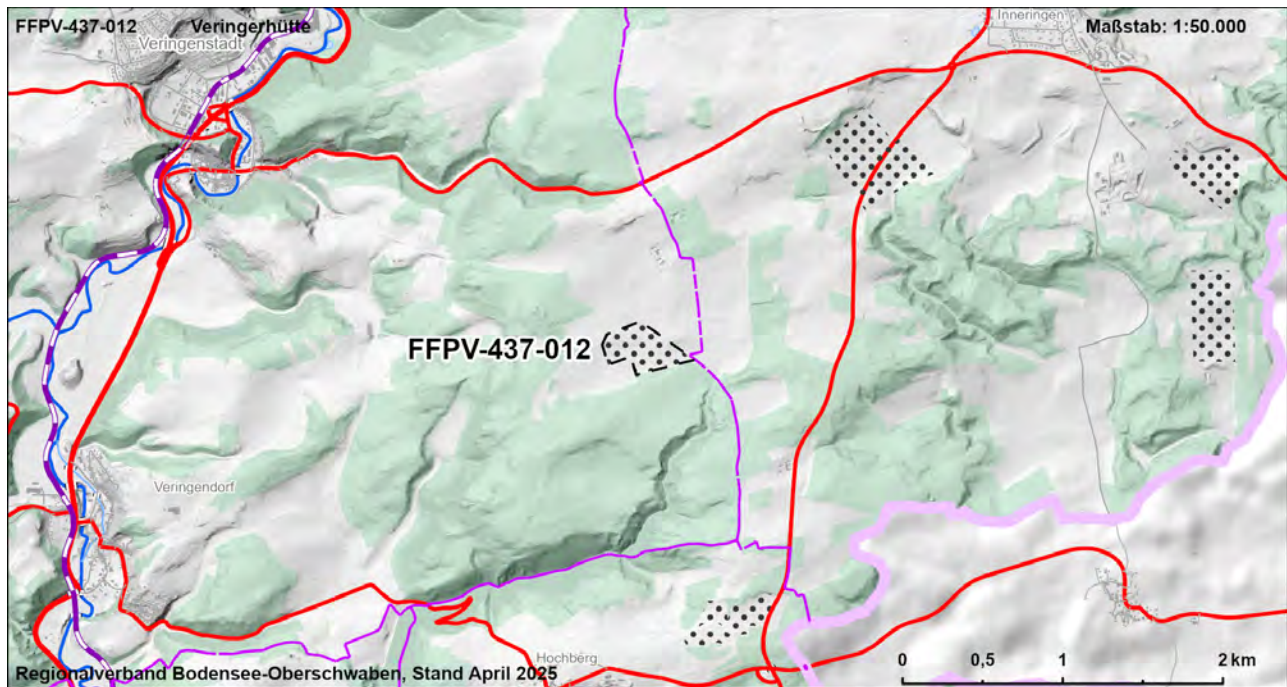 FFPV-437-012 Veringerhütte Inneringen Maßstab: 1:50.000
Veringenstadt
FFPV-437-012
Veringendorf
Hochberg
Regionalverband Bodensee-Oberschwaben, Stand April 2025
0 0,5 1 2 km